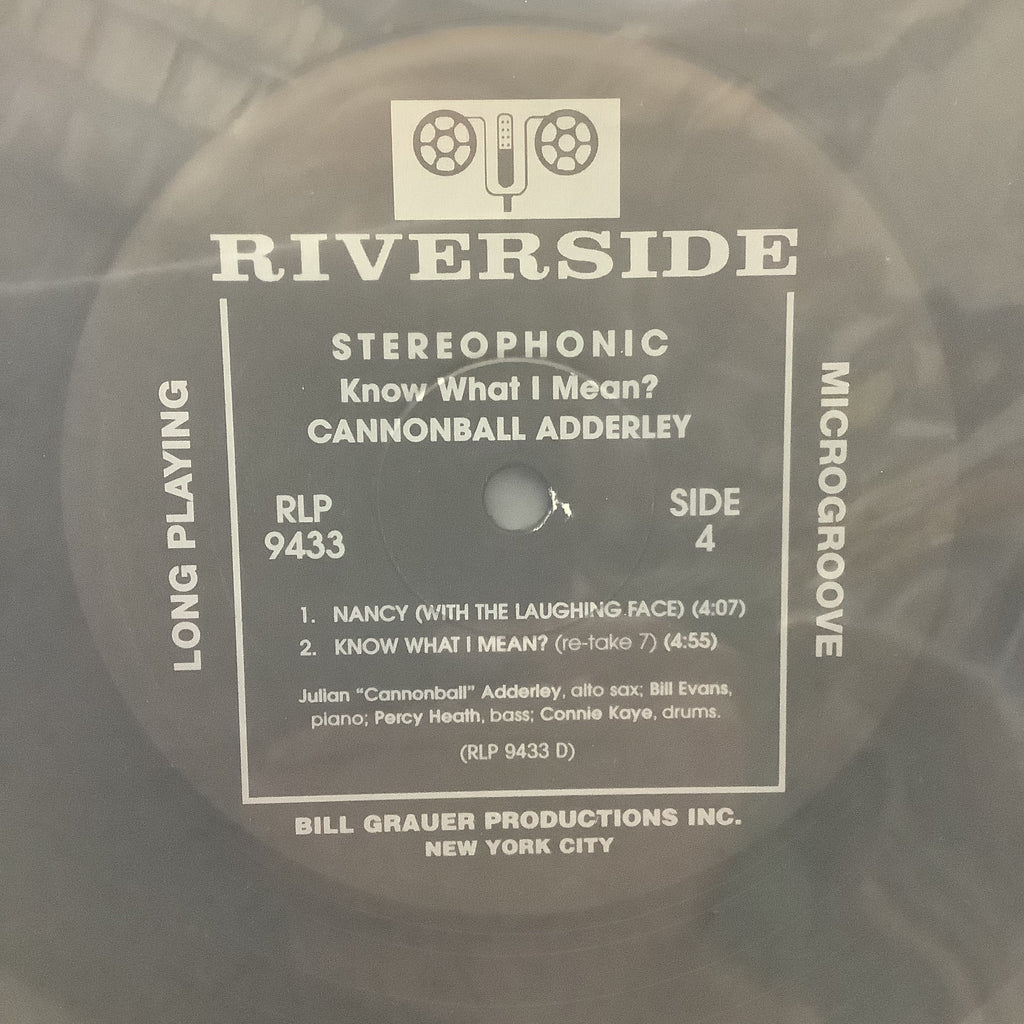 RIVERSIDE
STEREOPHONIC
Know What I Mean?
CANNONBALL ADDERLEY
LONG PLAYING
MICROGROOVE
RLP
9433
SIDE
4
1. NANCY (WITH THE LAUGHING FACE) (4:07)
2. KNOW WHAT I MEAN? (re-take 7) (4:55)
Julian "Cannonball" Adderley, alto sax; Bill Evans,
piano; Percy Heath, bass; Connie Kaye, drums.
(RLP 9433 D)
BILL GRAUER PRODUCTIONS INC.
NEW YORK CITY